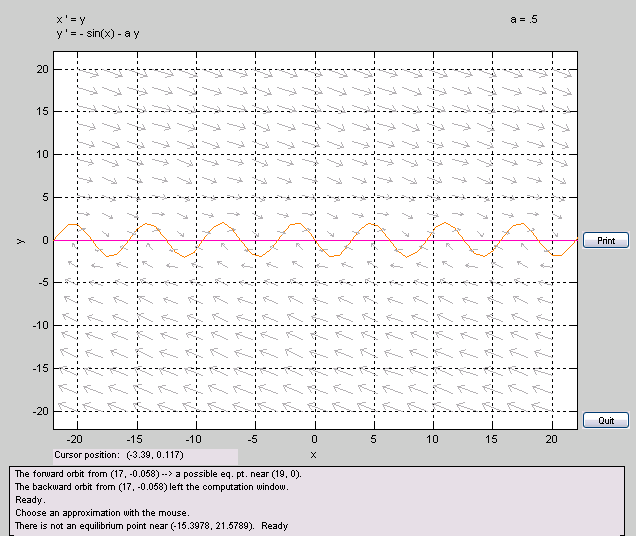 x ' = y
y ' = - sin(x) - a y
a = .5
20
15
10
5
0
-5
-10
-15
-20
y
-20 -15 -10 -5 0 5 10 15 20
x
Print
Quit
Cursor position: (-3.39, 0.117)
The forward orbit from (17, -0.058) --> a possible eq. pt. near (19, 0).
The backward orbit from (17, -0.058) left the computation window.
Ready.
Choose an approximation with the mouse.
There is not an equilibrium point near (-15.3978, 21.5789). Ready